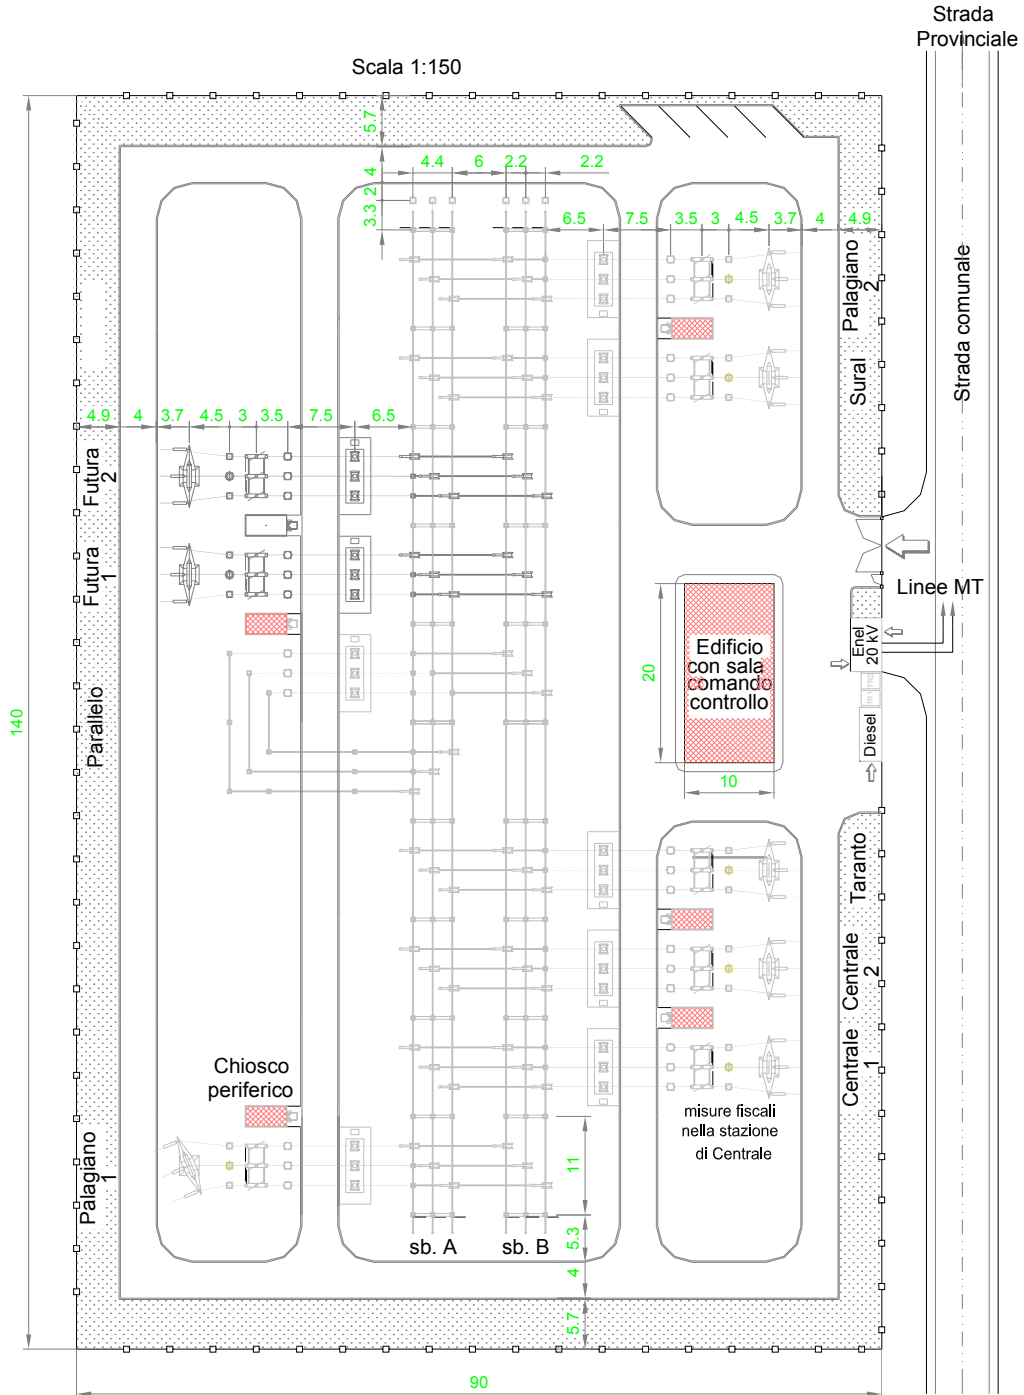 Strada
Provinciale
Scala 1:150
5.7
4
2
3.3
4.4
6
2.2
2.2
6.5
7.5
3.5
3
4.5
3.7
4
4.9
Palagiano
2
Sural
Strada comunale
4.9
4
3.7
4.5
3
3.5
7.5
6.5
Futura
2
Futura
1
Parallelo
140
Linee MT
Enel
20 kV
TR2
TR 1
Diesel
Edificio
con sala
comando
controllo
20
10
Taranto
Centrale
2
Centrale
1
Chiosco
periferico
misure fiscali
nella stazione
di Centrale
Palagiano
1
11
5.3
4
5.7
sb. A
sb. B
90